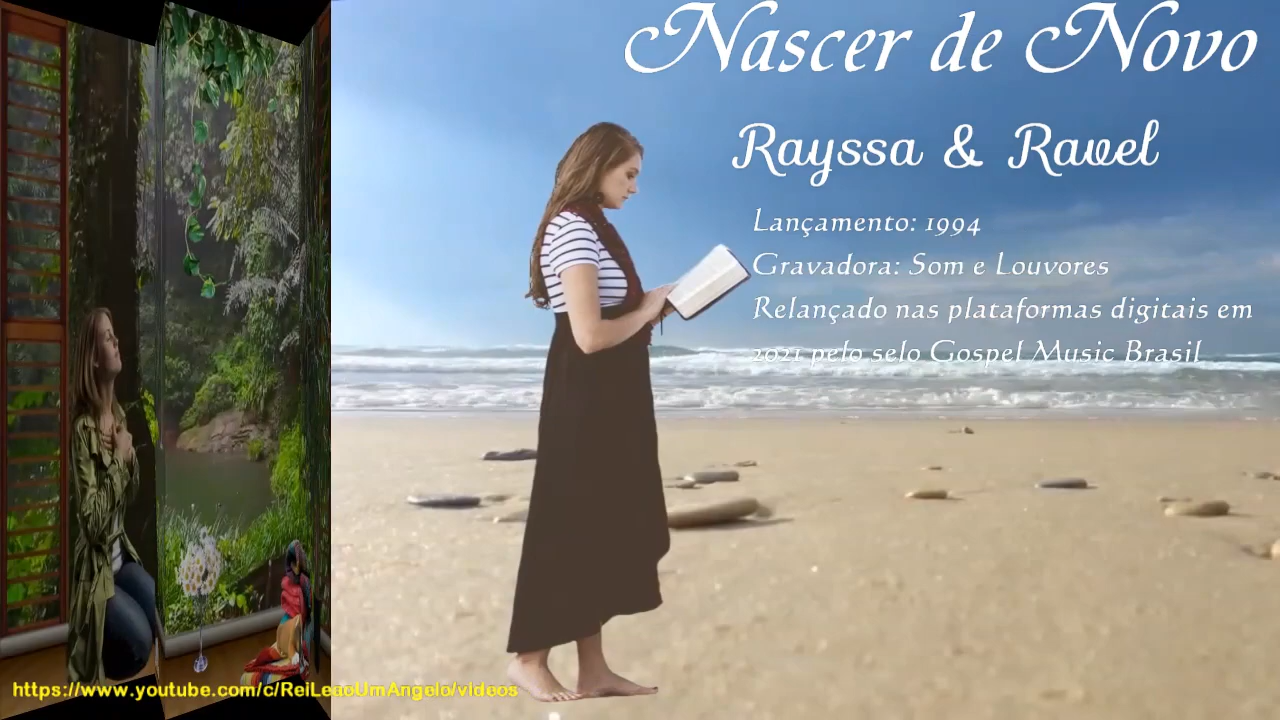 Nascer de Novo
Rayssa & Ravel
Lançamento: 1994
Gravadora: Som e Louvores
Relançado nas plataformas digitais em
2021 pelo selo Gospel Music Brasil
https://www.youtube.com/c/ReiLeaoUmAngelo/videos